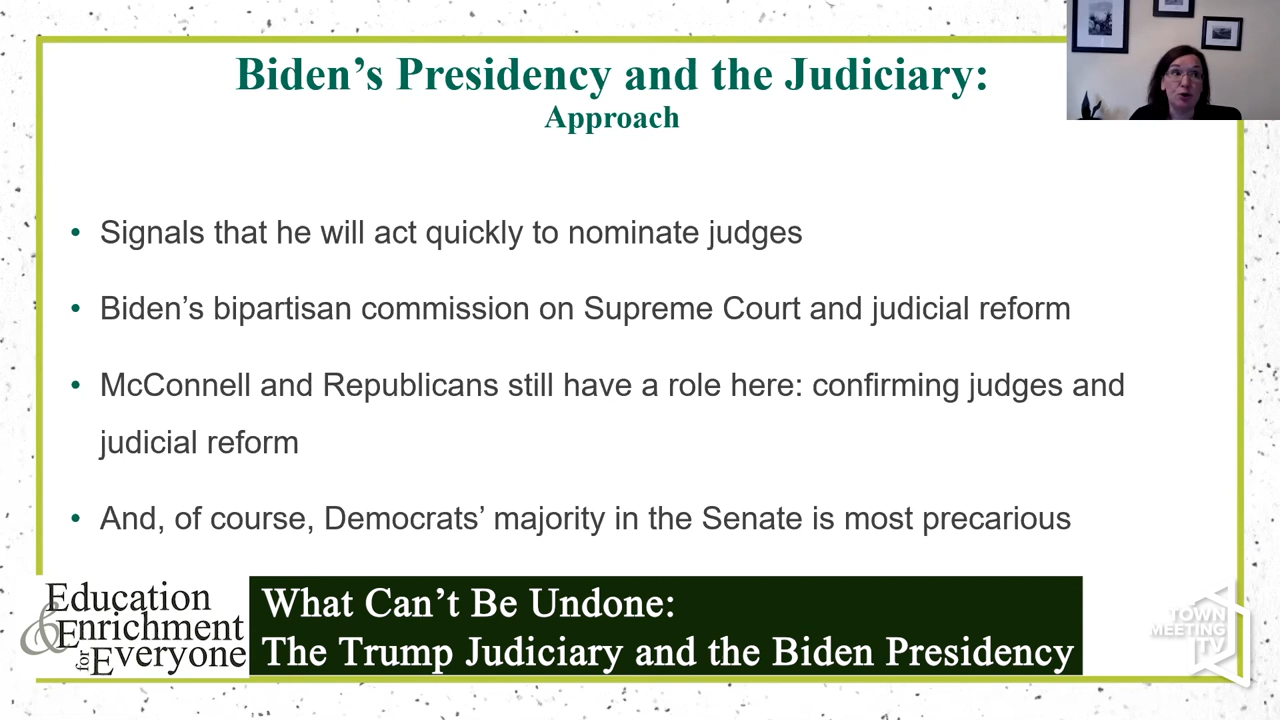 Biden’s Presidency and the Judiciary:
Approach
• Signals that he will act quickly to nominate judges
• Biden’s bipartisan commission on Supreme Court and judicial reform
• McConnell and Republicans still have a role here: confirming judges and
judicial reform
• And, of course, Democrats’ majority in the Senate is most precarious
Education
& Enrichment
for Everyone
What Can’t Be Undone:
The Trump Judiciary and the Biden Presidency
TOWN
MEETING
TV